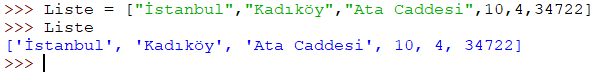 >>> Liste = ["İstanbul","Kadıköy","Ata Caddesi",10,4,34722]
>>> Liste
['İstanbul', 'Kadıköy', 'Ata Caddesi', 10, 4, 34722]
>>>